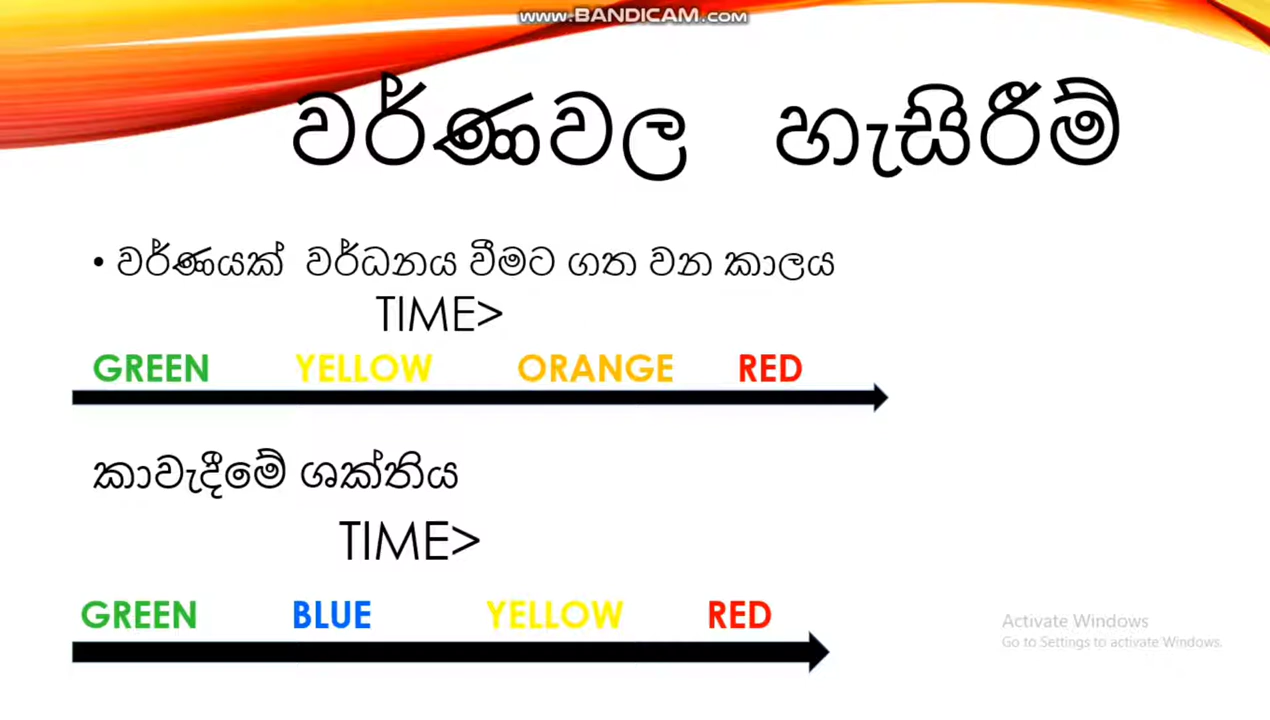 www.BANDICAM.com
වර්ණවල හැසිරීම්
• වර්ණයක් වර්ධනය වීමට ගත වන කාලය
TIME>
GREEN YELLOW ORANGE RED
කාවැදීමේ ශක්තිය
TIME>
GREEN BLUE YELLOW RED
Activate Windows
Go to Settings to activate Windows.